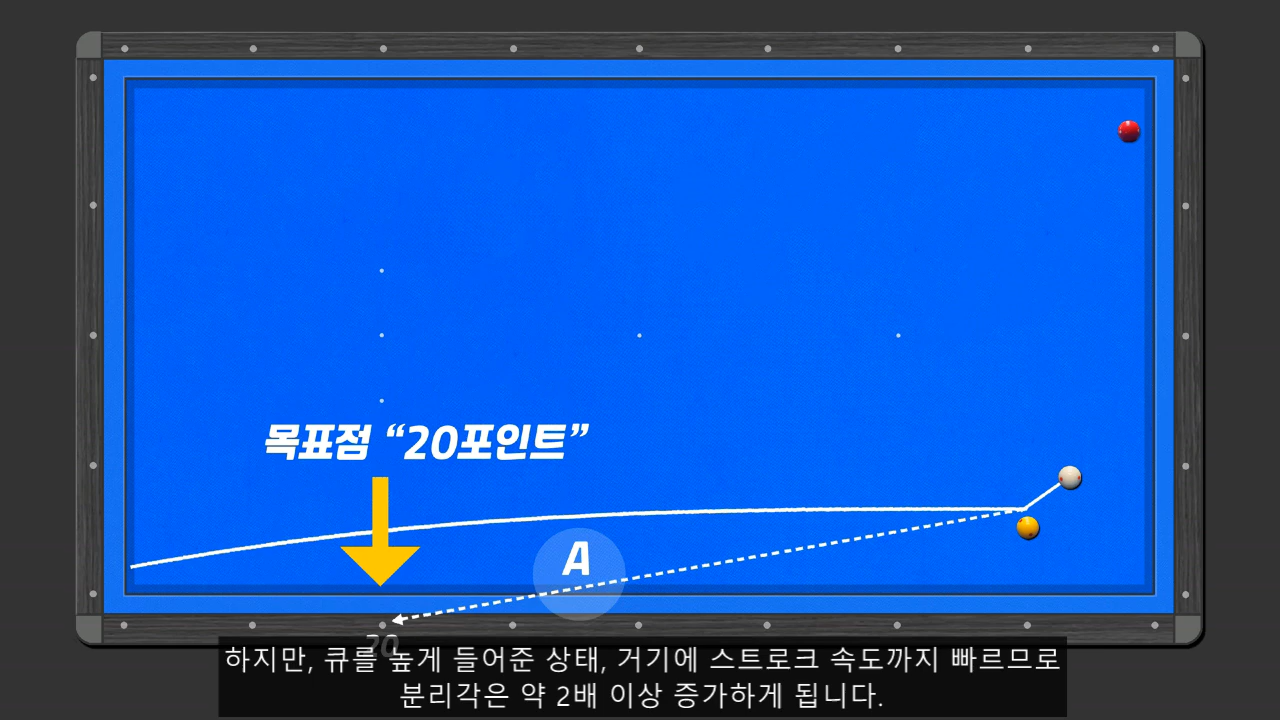 목표점 “20포인트”
A
20
하지만, 큐를 높게 들어준 상태, 거기에 스트로크 속도까지 빠르므로
분리각은 약 2배 이상 증가하게 됩니다.